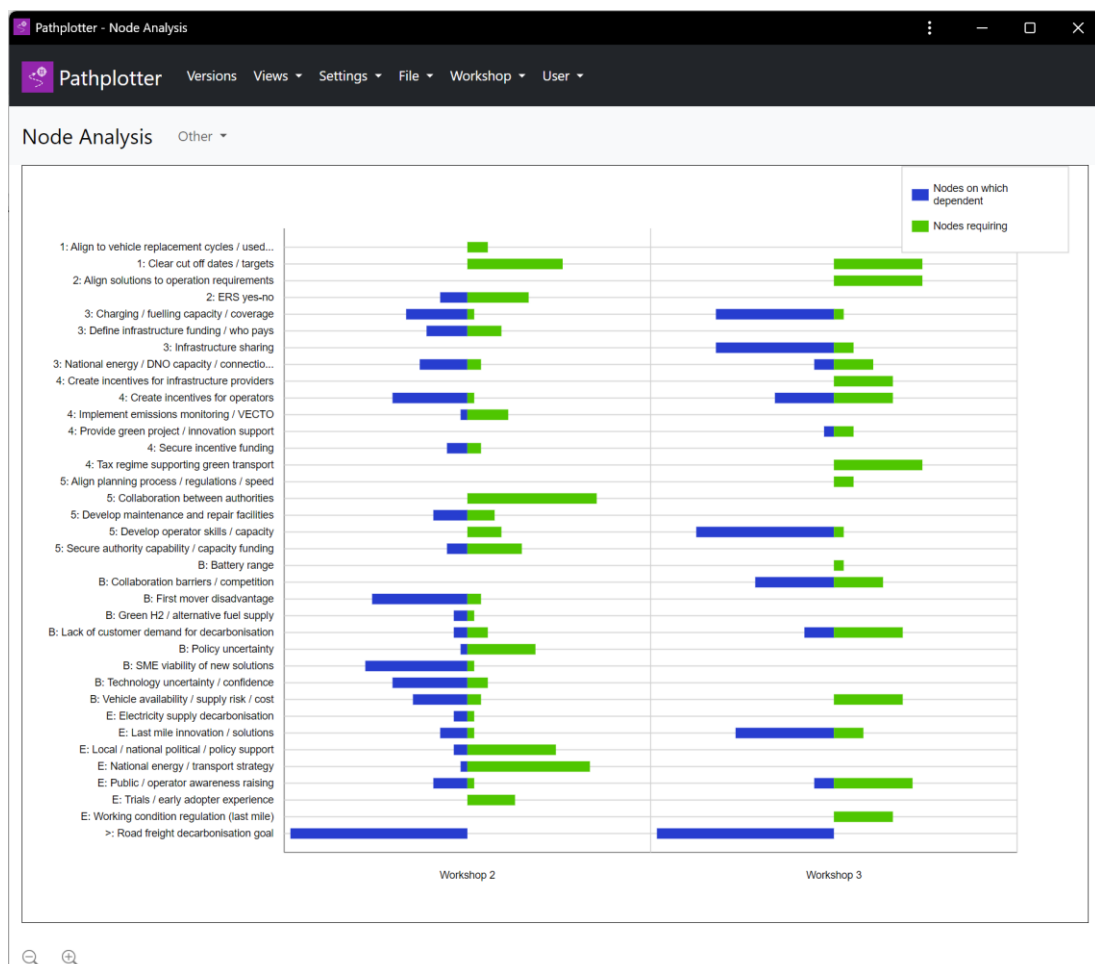 Pathplotter - Node Analysis
Pathplotter Versions Views Settings File Workshop User
Node Analysis Other
Nodes on which
dependent
Nodes requiring
1: Align to vehicle replacement cycles / used...
1: Clear cut off dates / targets
2: Align solutions to operation requirements
2: ERS yes-no
3: Charging / fuelling capacity / coverage
3: Define infrastructure funding / who pays
3: Infrastructure sharing
3: National energy / DNO capacity / connectio...
4: Create incentives for infrastructure providers
4: Create incentives for operators
4: Implement emissions monitoring / VECTO
4: Provide green project / innovation support
4: Secure incentive funding
4: Tax regime supporting green transport
5: Align planning process / regulations / speed
5: Collaboration between authorities
5: Develop maintenance and repair facilities
5: Develop operator skills / capacity
5: Secure authority capability / capacity funding
B: Battery range
B: Collaboration barriers / competition
B: First mover disadvantage
B: Green H2 / alternative fuel supply
B: Lack of customer demand for decarbonisation
B: Policy uncertainty
B: SME viability of new solutions
B: Technology uncertainty / confidence
B: Vehicle availability / supply risk / cost
E: Electricity supply decarbonisation
E: Last mile innovation / solutions
E: Local / national political / policy support
E: National energy / transport strategy
E: Public / operator awareness raising
E: Trials / early adopter experience
E: Working condition regulation (last mile)
>: Road freight decarbonisation goal
Workshop 2 Workshop 3